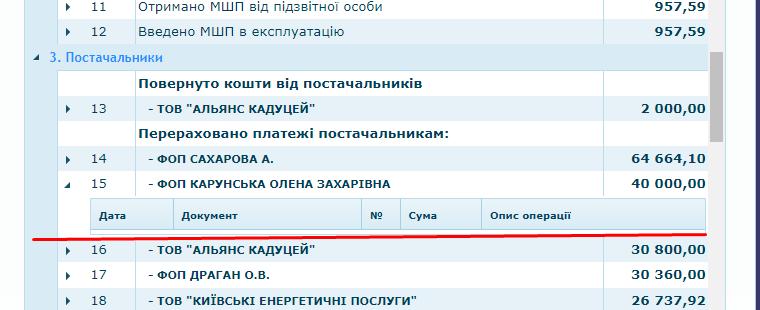 11 Отримано МШП від підзвітної особи 957,59
12 Введено МШП в експлуатацію 957,59
3. Постачальники
Повернуто кошти від постачальників
13 - ТОВ "АЛЬЯНС КАДУЦЕЙ" 2 000,00
Перераховано платежі постачальникам:
14 - ФОП САХАРОВА А. 64 664,10
15 - ФОП КАРУНСЬКА ОЛЕНА ЗАХАРІВНА 40 000,00
Дата Документ № Сума Опис операції
16 - ТОВ "АЛЬЯНС КАДУЦЕЙ" 30 800,00
17 - ФОП ДРАГАН О.В. 30 360,00
18 - ТОВ "КИЇВСЬКІ ЕНЕРГЕТИЧНІ ПОСЛУГИ" 26 737,92